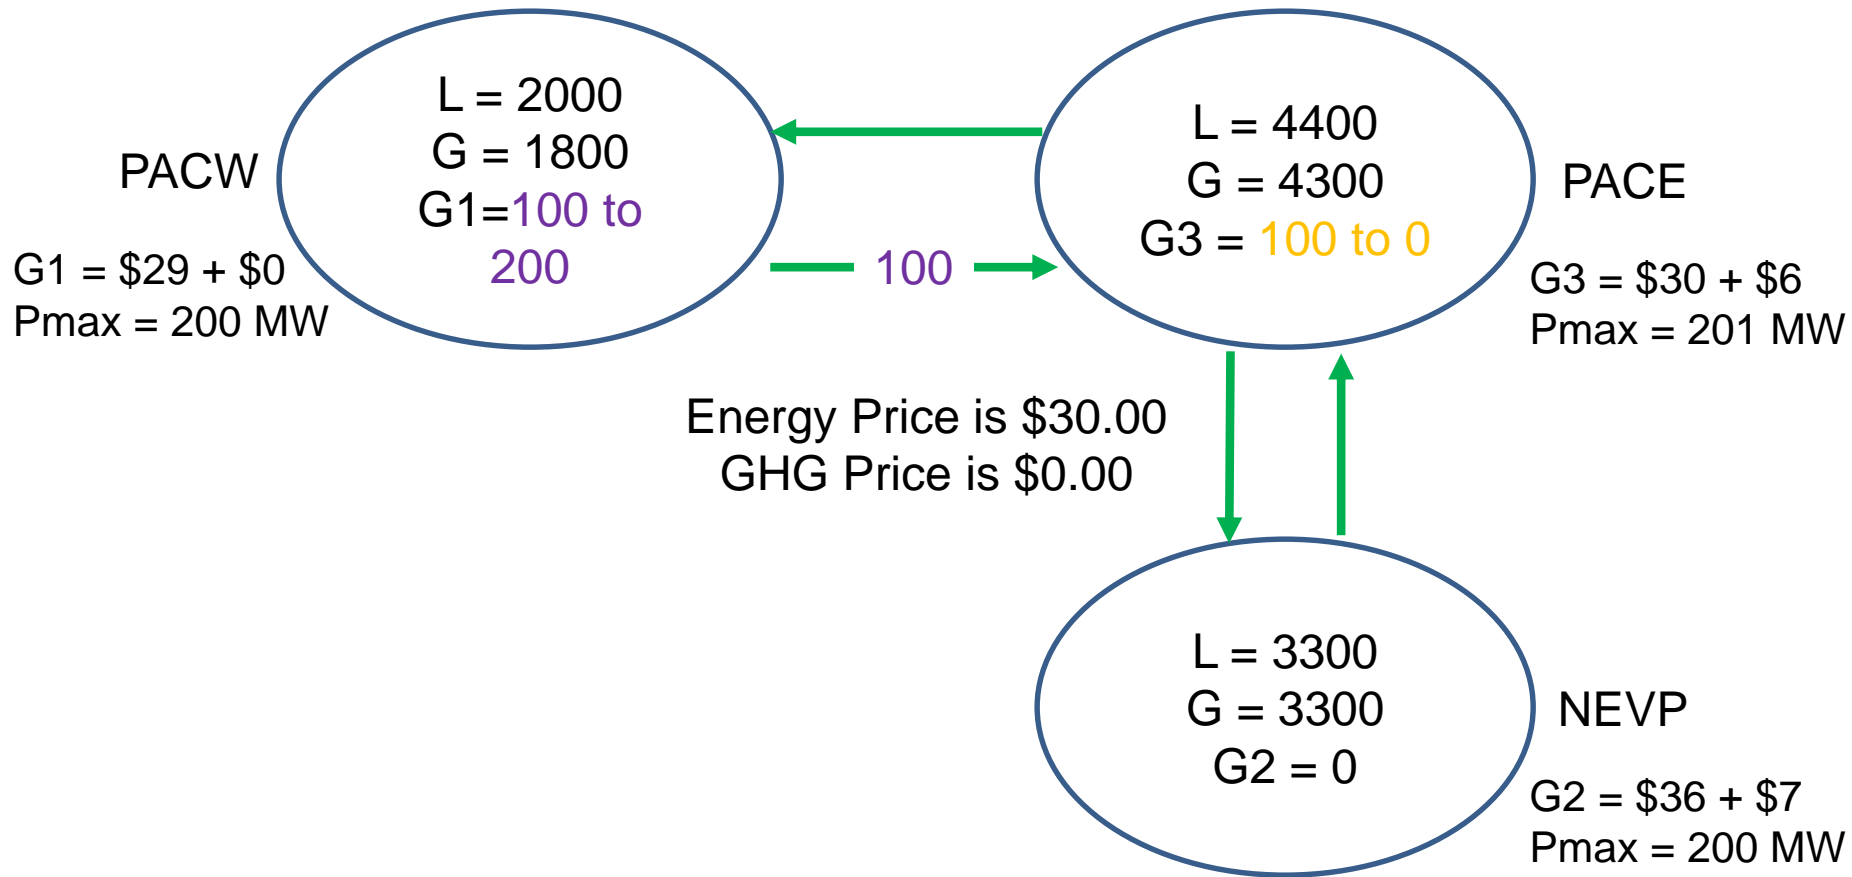 PACW
L = 2000
G = 1800
G1=100 to
200
G1 = $29 + $0
Pmax = 200 MW
100
L = 4400
G = 4300
G3 = 100 to 0
PACE
G3 = $30 + $6
Pmax = 201 MW
Energy Price is $30.00
GHG Price is $0.00
L = 3300
G = 3300
G2 = 0
NEVP
G2 = $36 + $7
Pmax = 200 MW